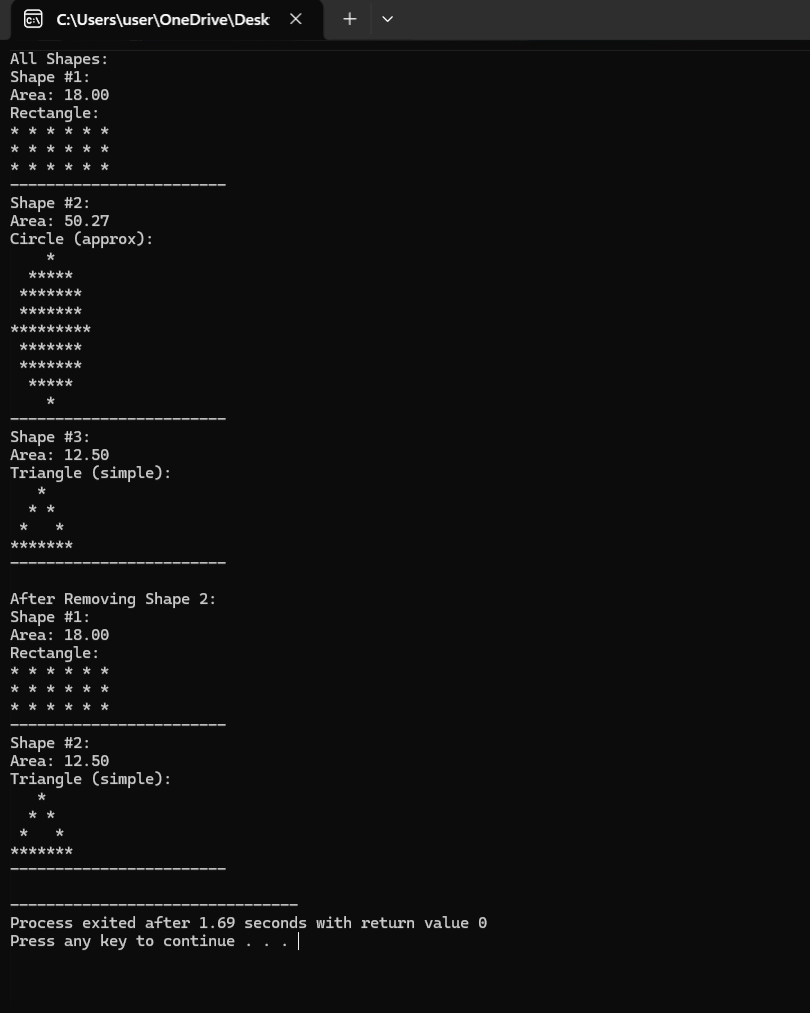 C:\Users\user\OneDrive\Desk
All Shapes:
Shape #1:
Area: 18.00
Rectangle:
* * * * * *
* * * * * *
* * * * * *
------------------------
Shape #2:
Area: 50.27
Circle (approx):
    *
  *****
 *******
 *******
*********
 *******
 *******
  *****
    *
------------------------
Shape #3:
Area: 12.50
Triangle (simple):
   *
  * *
 *   *
*******
------------------------

After Removing Shape 2:
Shape #1:
Area: 18.00
Rectangle:
* * * * * *
* * * * * *
* * * * * *
------------------------
Shape #2:
Area: 12.50
Triangle (simple):
   *
  * *
 *   *
*******
------------------------

--------------------------------
Process exited after 1.69 seconds with return value 0
Press any key to continue . . .